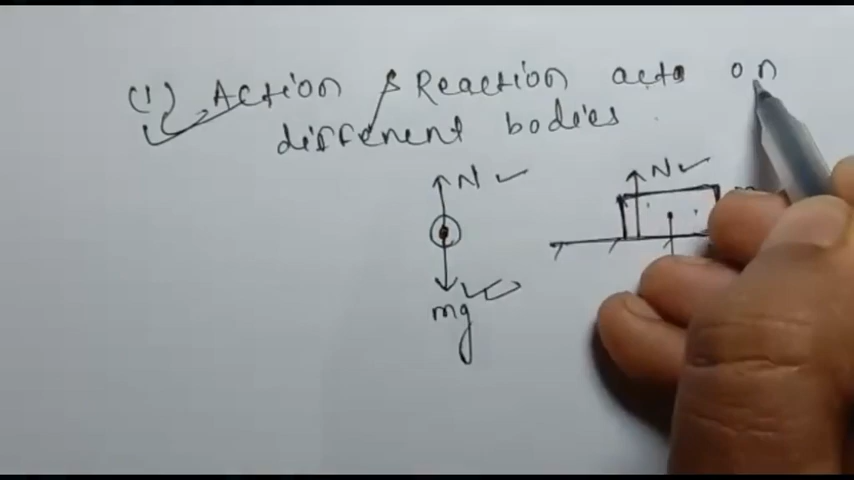 (1) Action & Reaction acts on
different bodies
N N
mg